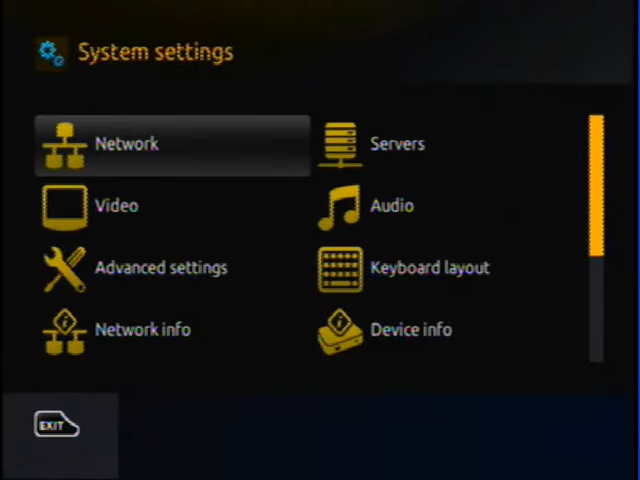 System settings
Network
Servers
Video
Audio
Advanced settings
Keyboard layout
Network info
Device info
EXIT